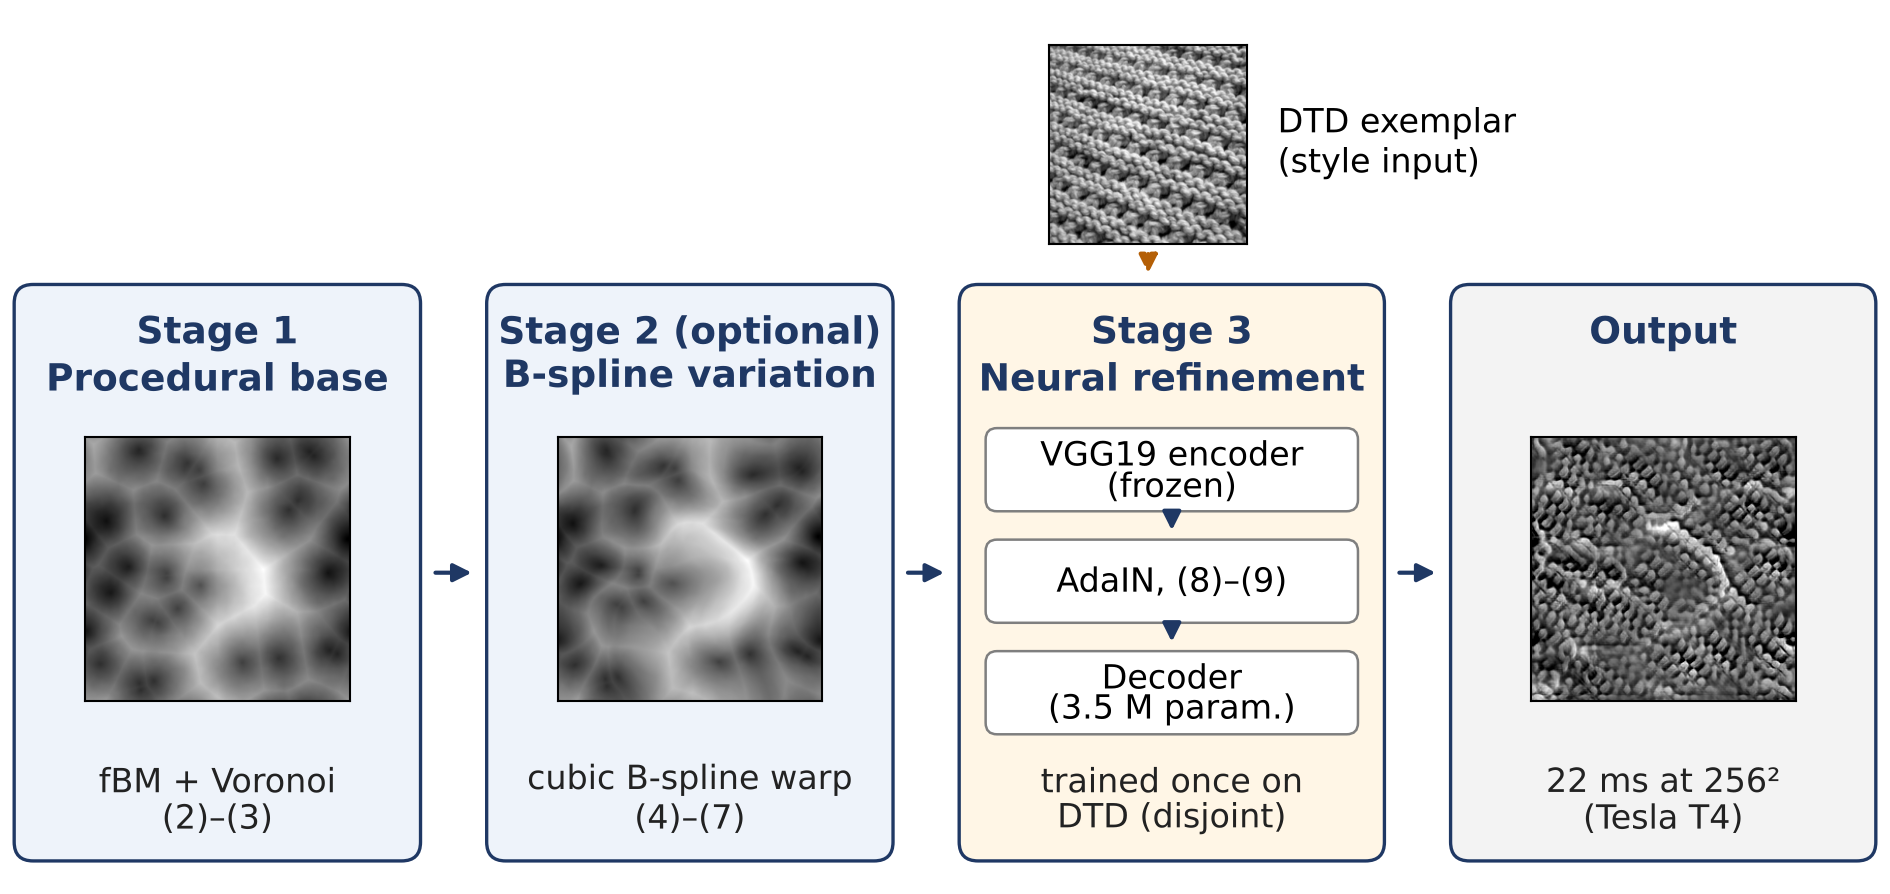 DTD exemplar
(style input)
Stage 1
Procedural base
fBM + Voronoi
(2)–(3)
Stage 2 (optional)
B-spline variation
cubic B-spline warp
(4)–(7)
Stage 3
Neural refinement
VGG19 encoder
(frozen)
AdaIN, (8)–(9)
Decoder
(3.5 M param.)
trained once on
DTD (disjoint)
Output
22 ms at 256²
(Tesla T4)